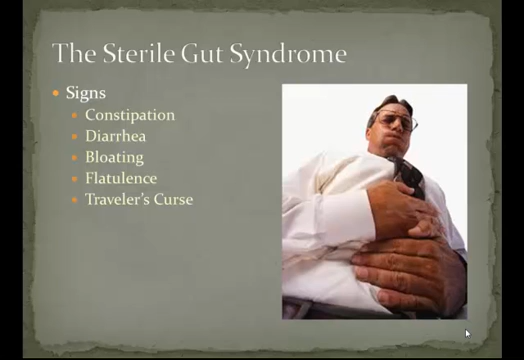 The Sterile Gut Syndrome
Signs
Constipation
Diarrhea
Bloating
Flatulence
Traveler's Curse